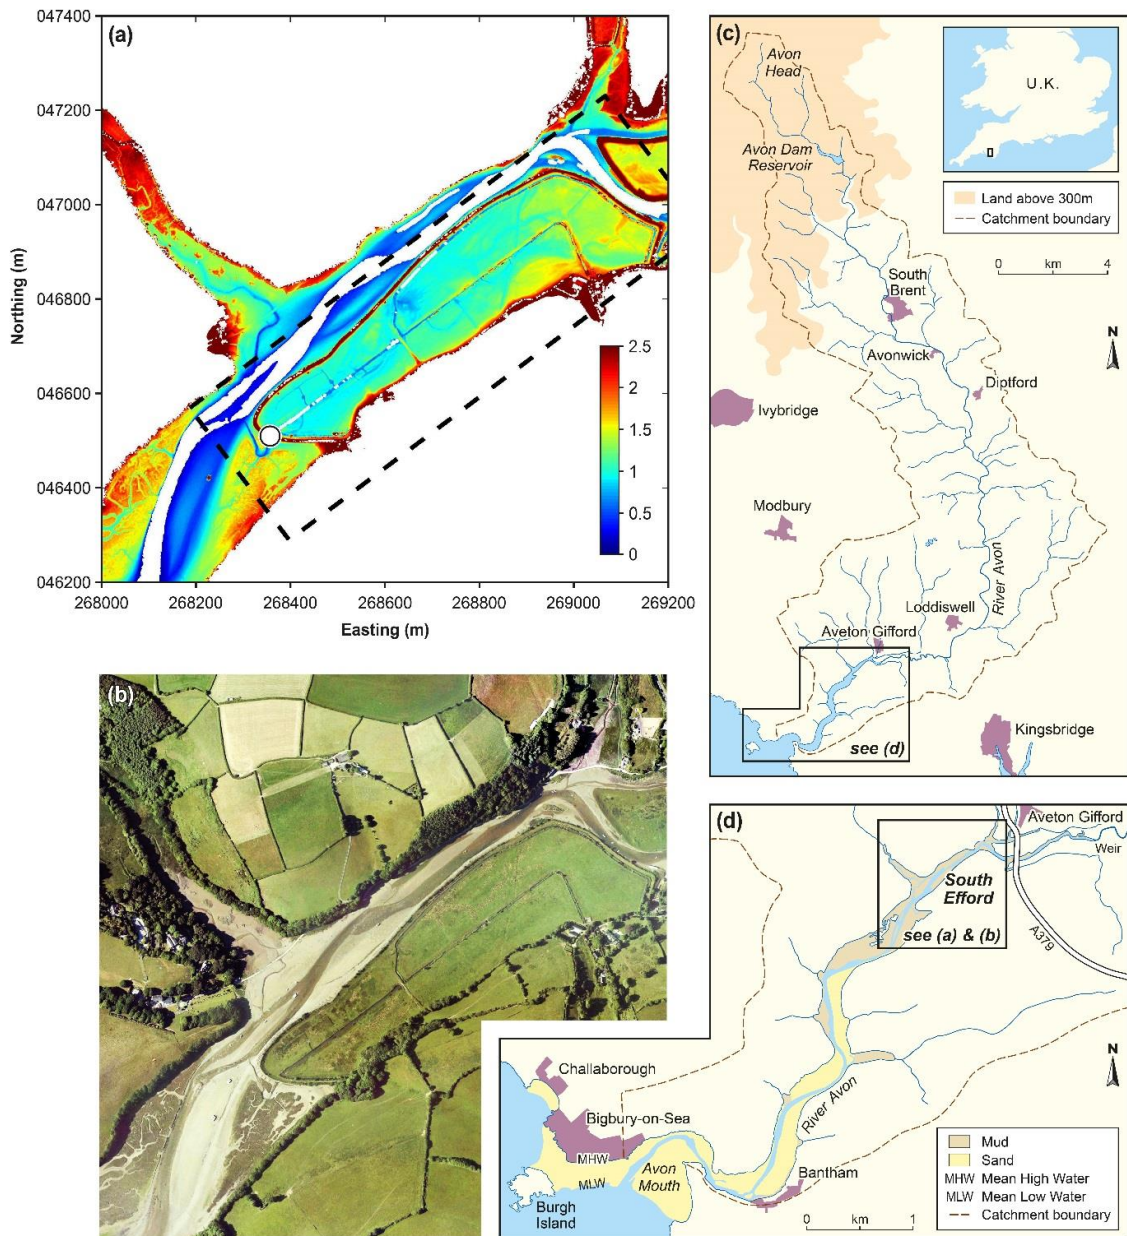 (a)
047400
047200
047000
046800
046600
046400
046200
Northing (m)
268000 268200 268400 268600 268800 269000 269200
Easting (m)
2.5
2
1.5
1
0.5
0
(b)
(c)
Avon
Head
Avon Dam
Reservoir
South
Brent
Avonwick
Diptford
Ivybridge
Modbury
River Avon
Loddiswell
Aveton Gifford
see (d)
Kingsbridge
U.K.
Land above 300m
Catchment boundary
0 km 4
N
(d)
Aveton Gifford
Weir
South
Efford
see (a) & (b)
A379
N
Challaborough
Bigbury-on-Sea
MHW
MLW
Avon
Mouth
Burgh
Island
River Avon
Bantham
0 km 1
Mud
Sand
MHW Mean High Water
MLW Mean Low Water
Catchment boundary